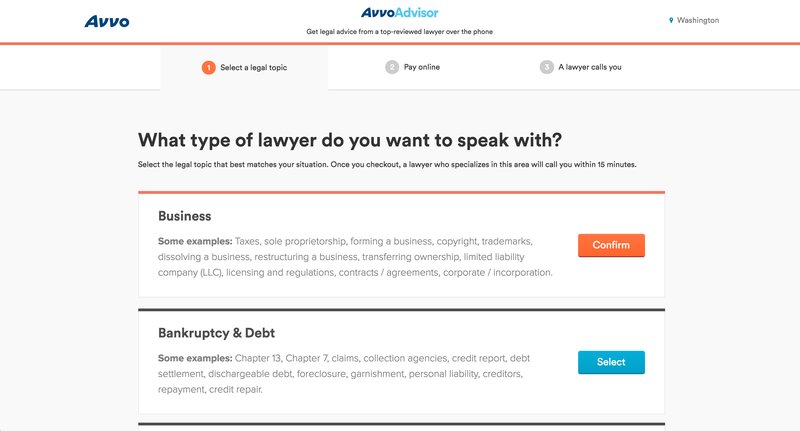 Avvo
AvvoAdvisor
Get legal advice from a top-reviewed lawyer over the phone
Washington
1 Select a legal topic
2 Pay online
3 A lawyer calls you
What type of lawyer do you want to speak with?
Select the legal topic that best matches your situation. Once you checkout, a lawyer who specializes in this area will call you within 15 minutes.
Business
Some examples: Taxes, sole proprietorship, forming a business, copyright, trademarks,
dissolving a business, restructuring a business, transferring ownership, limited liability
company (LLC), licensing and regulations, contracts / agreements, corporate / incorporation.
Confirm
Bankruptcy & Debt
Some examples: Chapter 13, Chapter 7, claims, collection agencies, credit report, debt
settlement, dischargeable debt, foreclosure, garnishment, personal liability, creditors,
repayment, credit repair.
Select